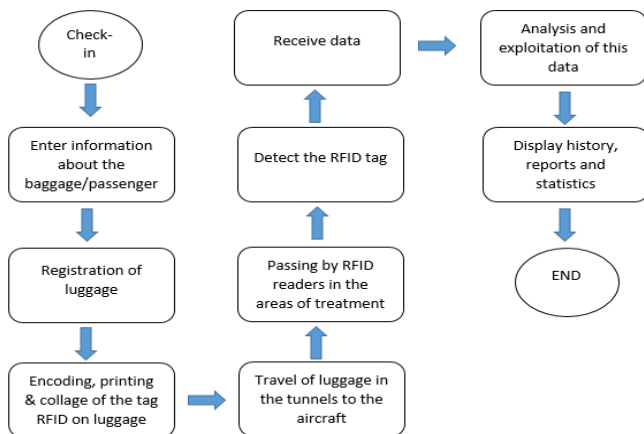 Check-
in
Enter information
about the
baggage/passenger
Registration of
luggage
Encoding, printing
& collage of the tag
RFID on luggage
Travel of luggage in
the tunnels to the
aircraft
Passing by RFID
readers in the
areas of treatment
Detect the RFID tag
Receive data
Analysis and
exploitation of this
data
Display history,
reports and
statistics
END